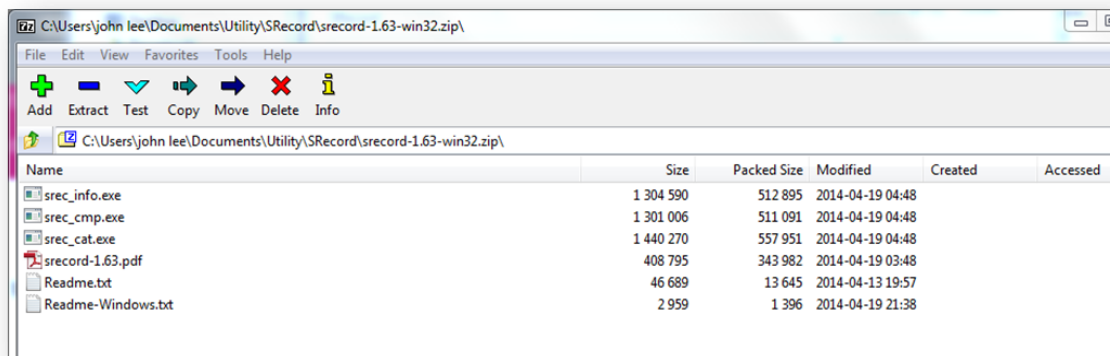 7z C:\Users\john lee\Documents\Utility\SRecord\srecord-1.63-win32.zip\
File Edit View Favorites Tools Help
Add Extract Test Copy Move Delete Info
C:\Users\john lee\Documents\Utility\SRecord\srecord-1.63-win32.zip\
Name Size Packed Size Modified Created Accessed
srec_info.exe 1 304 590 512 895 2014-04-19 04:48
srec_cmp.exe 1 301 006 511 091 2014-04-19 04:48
srec_cat.exe 1 440 270 557 951 2014-04-19 04:48
srecord-1.63.pdf 408 795 343 982 2014-04-19 03:48
Readme.txt 46 689 13 645 2014-04-13 19:57
Readme-Windows.txt 2 959 1 396 2014-04-19 21:38